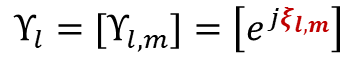 ϒ_l = [ϒ_{l,m}] = [e^{jξ_{l,m}}]